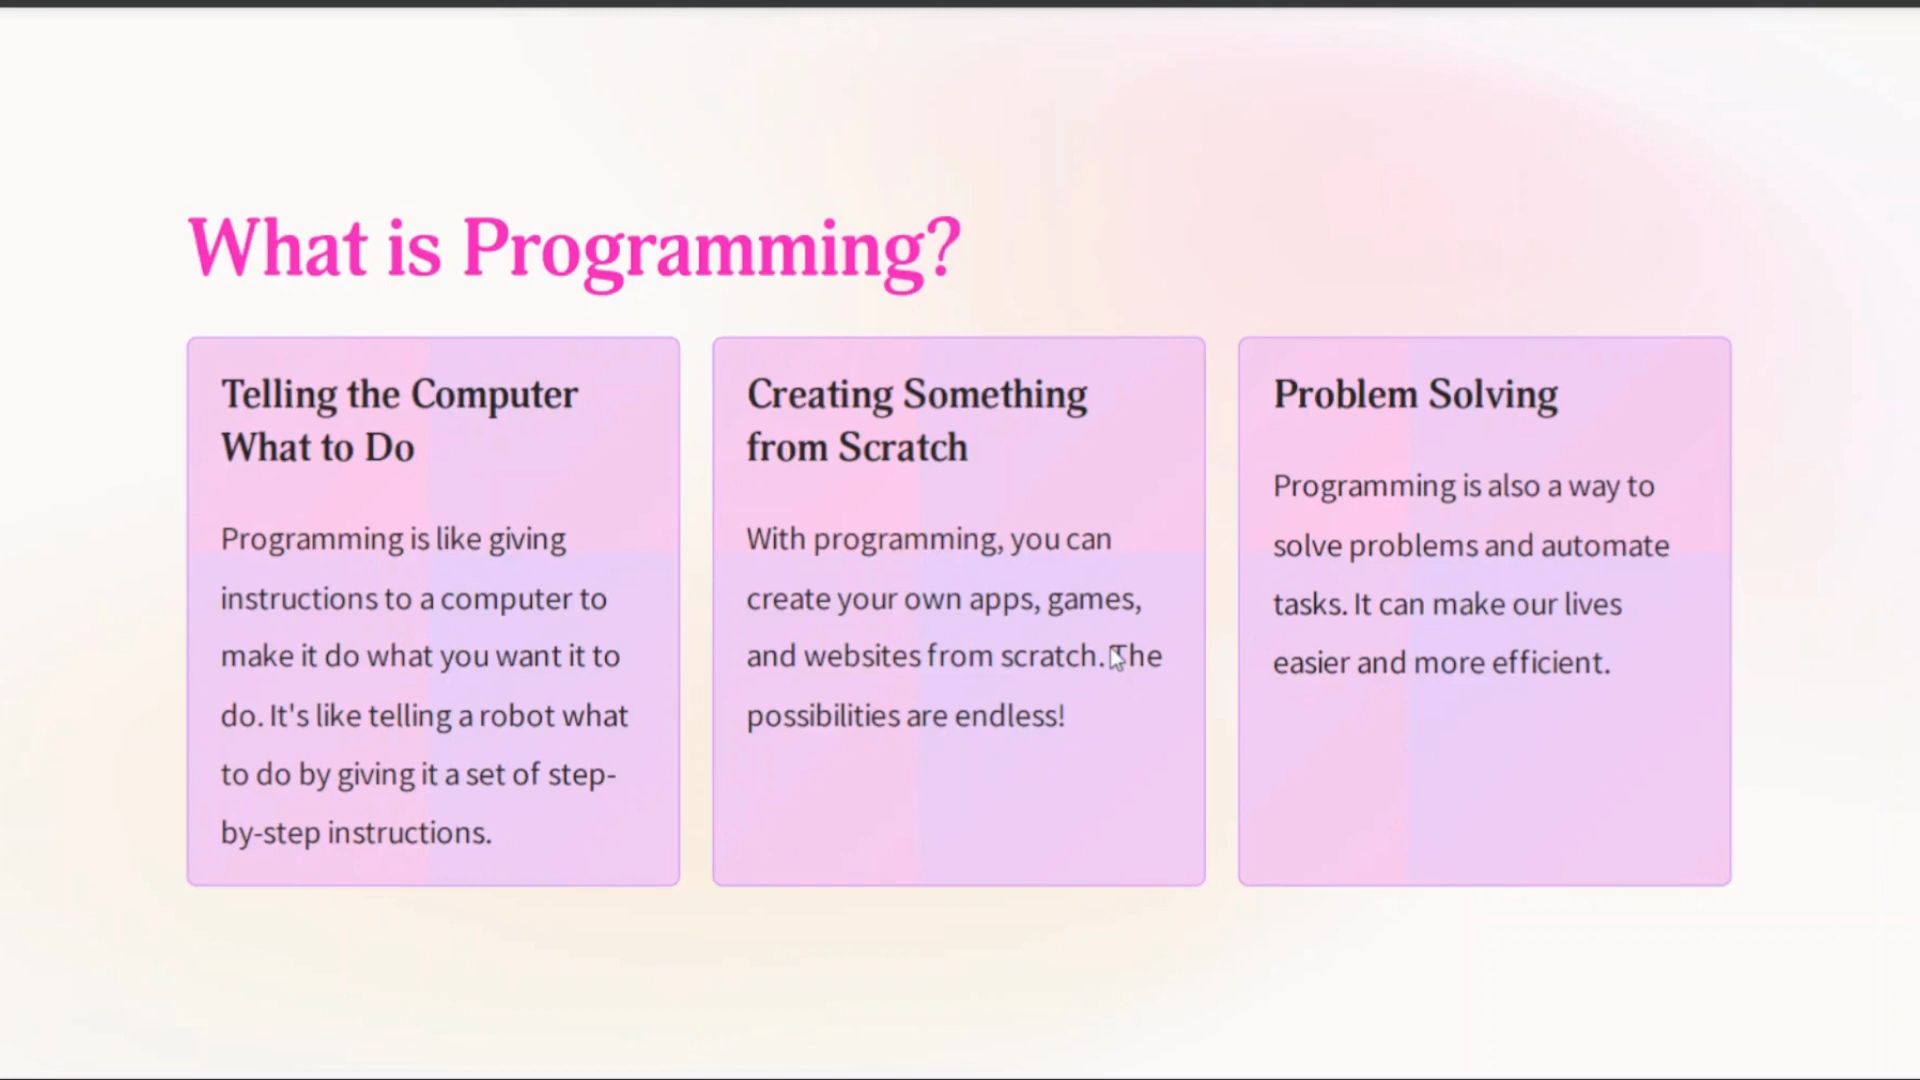 What is Programming?
Telling the Computer
What to Do
Programming is like giving
instructions to a computer to
make it do what you want it to
do. It's like telling a robot what
to do by giving it a set of step-
by-step instructions.
Creating Something
from Scratch
With programming, you can
create your own apps, games,
and websites from scratch. The
possibilities are endless!
Problem Solving
Programming is also a way to
solve problems and automate
tasks. It can make our lives
easier and more efficient.